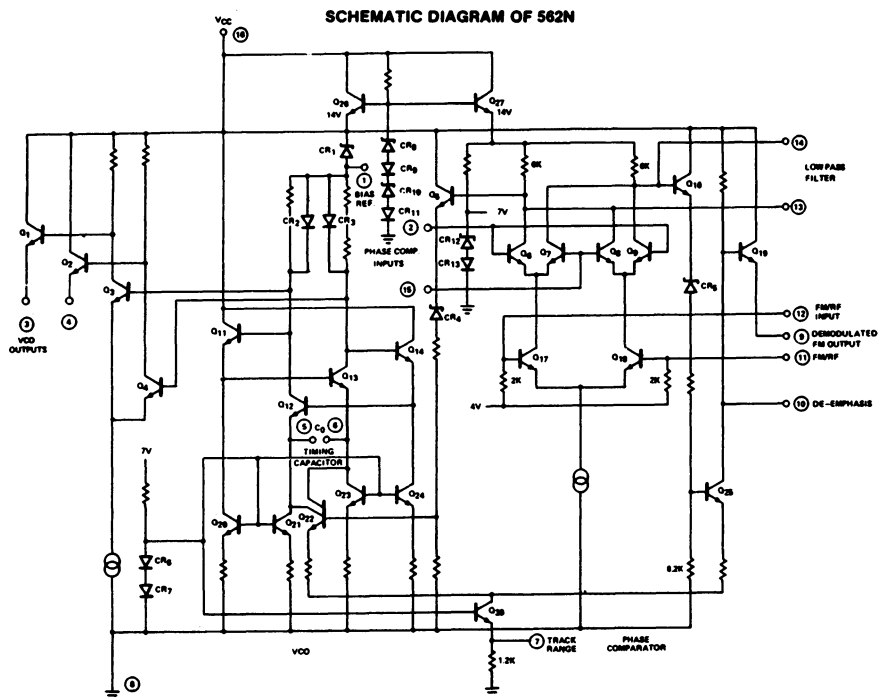 SCHEMATIC DIAGRAM OF 562N
VCC 16
Q26
14V
Q27
14V
CR1
1
BIAS
REF.
CR8
CR9
CR10
CR11
PHASE COMP
INPUTS
2
15
CR2
CR3
Q5
7V
CR12
CR13
6K
6K
Q6
Q7
Q8
Q9
Q10
14
LOW PASS
FILTER
13
Q1
Q2
Q3
3
VCO
OUTPUTS
4
Q19
CR5
12 FM/RF
INPUT
9 DEMODULATED
FM OUTPUT
11 FM/RF
10 DE-EMPHASIS
Q11
Q14
CR4
Q17
Q18
2K
2K
4V
Q4
Q13
Q12
5 C0 6
TIMING
CAPACITOR
7V
Q20
Q21
Q22
Q23
Q24
Q25
CR6
CR7
8.2K
Q28
7 TRACK
RANGE
PHASE
COMPARATOR
1.2K
VCO
8